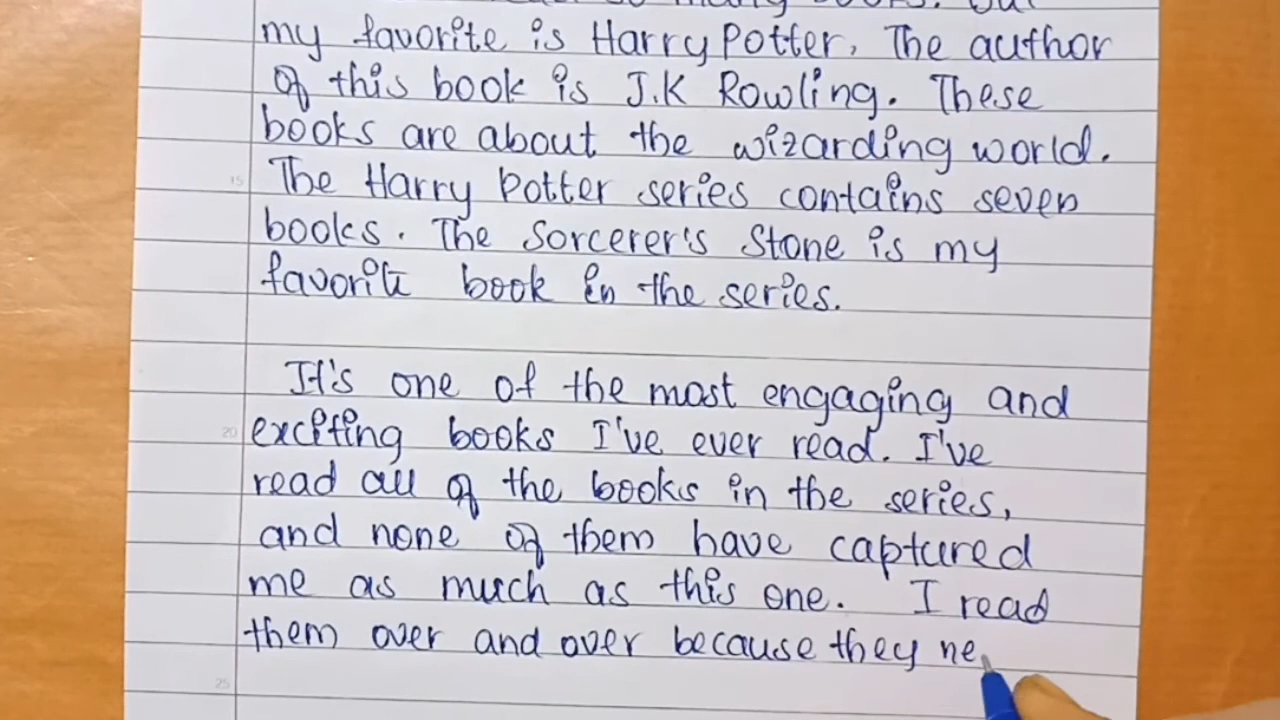 my favorite is Harry Potter, The author
of this book is J.K Rowling. These
books are about the wizarding world.
15
The Harry Potter series contains seven
books. The Sorcerer's Stone is my
favorite book in the series.
It's one of the most engaging and
20
exciting books I've ever read. I've
read all of the books in the series,
and none of them have captured
me as much as this one. I read
them over and over because they ne
25